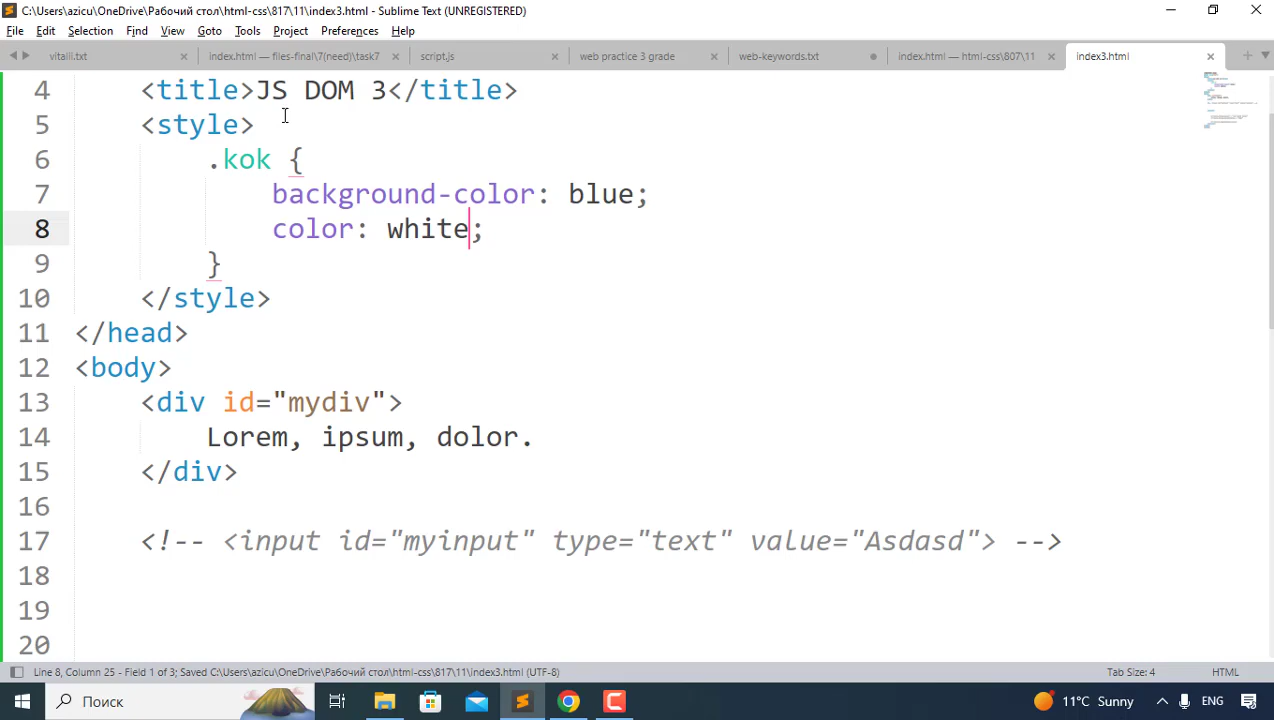 C:\Users\azicu\OneDrive\Рабочий стол\html-css\817\11\index3.html - Sublime Text (UNREGISTERED)
File Edit Selection Find View Goto Tools Project Preferences Help
vitalii.txt index.html — files-final\7(need)\task7 script.js web practice 3 grade web-keywords.txt index.html — html-css\807\11 index3.html
4 <title>JS DOM 3</title>
5 <style>
6 .kok {
7 background-color: blue;
8 color: white;
9 }
10 </style>
11 </head>
12 <body>
13 <div id="mydiv">
14 Lorem, ipsum, dolor.
15 </div>
16
17 <!-- <input id="myinput" type="text" value="Asdasd"> -->
18
19
20
Line 8, Column 25 - Field 1 of 3; Saved C:\Users\azicu\OneDrive\Рабочий стол\html-css\817\11\index3.html (UTF-8) Tab Size: 4 HTML
Поиск 11°C Sunny ENG